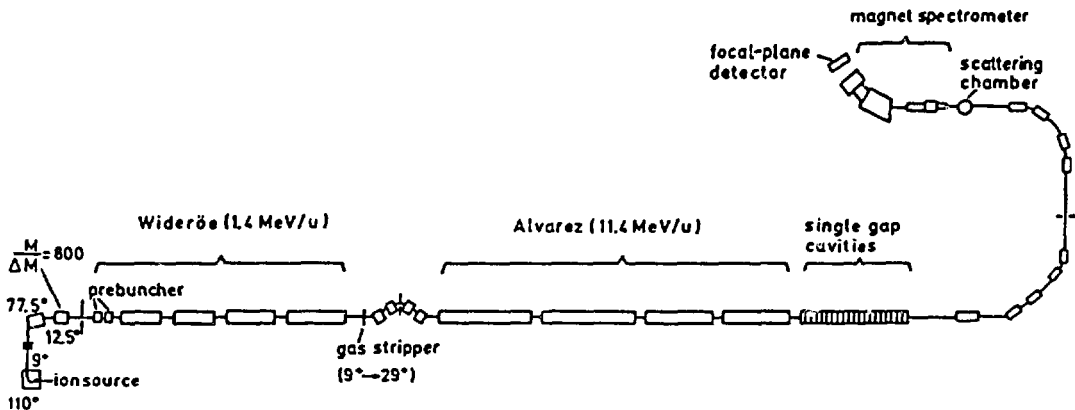 magnet spectrometer
focal-plane
detector
scattering
chamber
Wideröe (1,4 MeV/u)
Alvarez (11.4 MeV/u)
single gap
cavities
M
ΔM =800
prebuncher
77.5°
12.5°
gas stripper
(9⁺→29⁺)
9⁺
ion source
110°